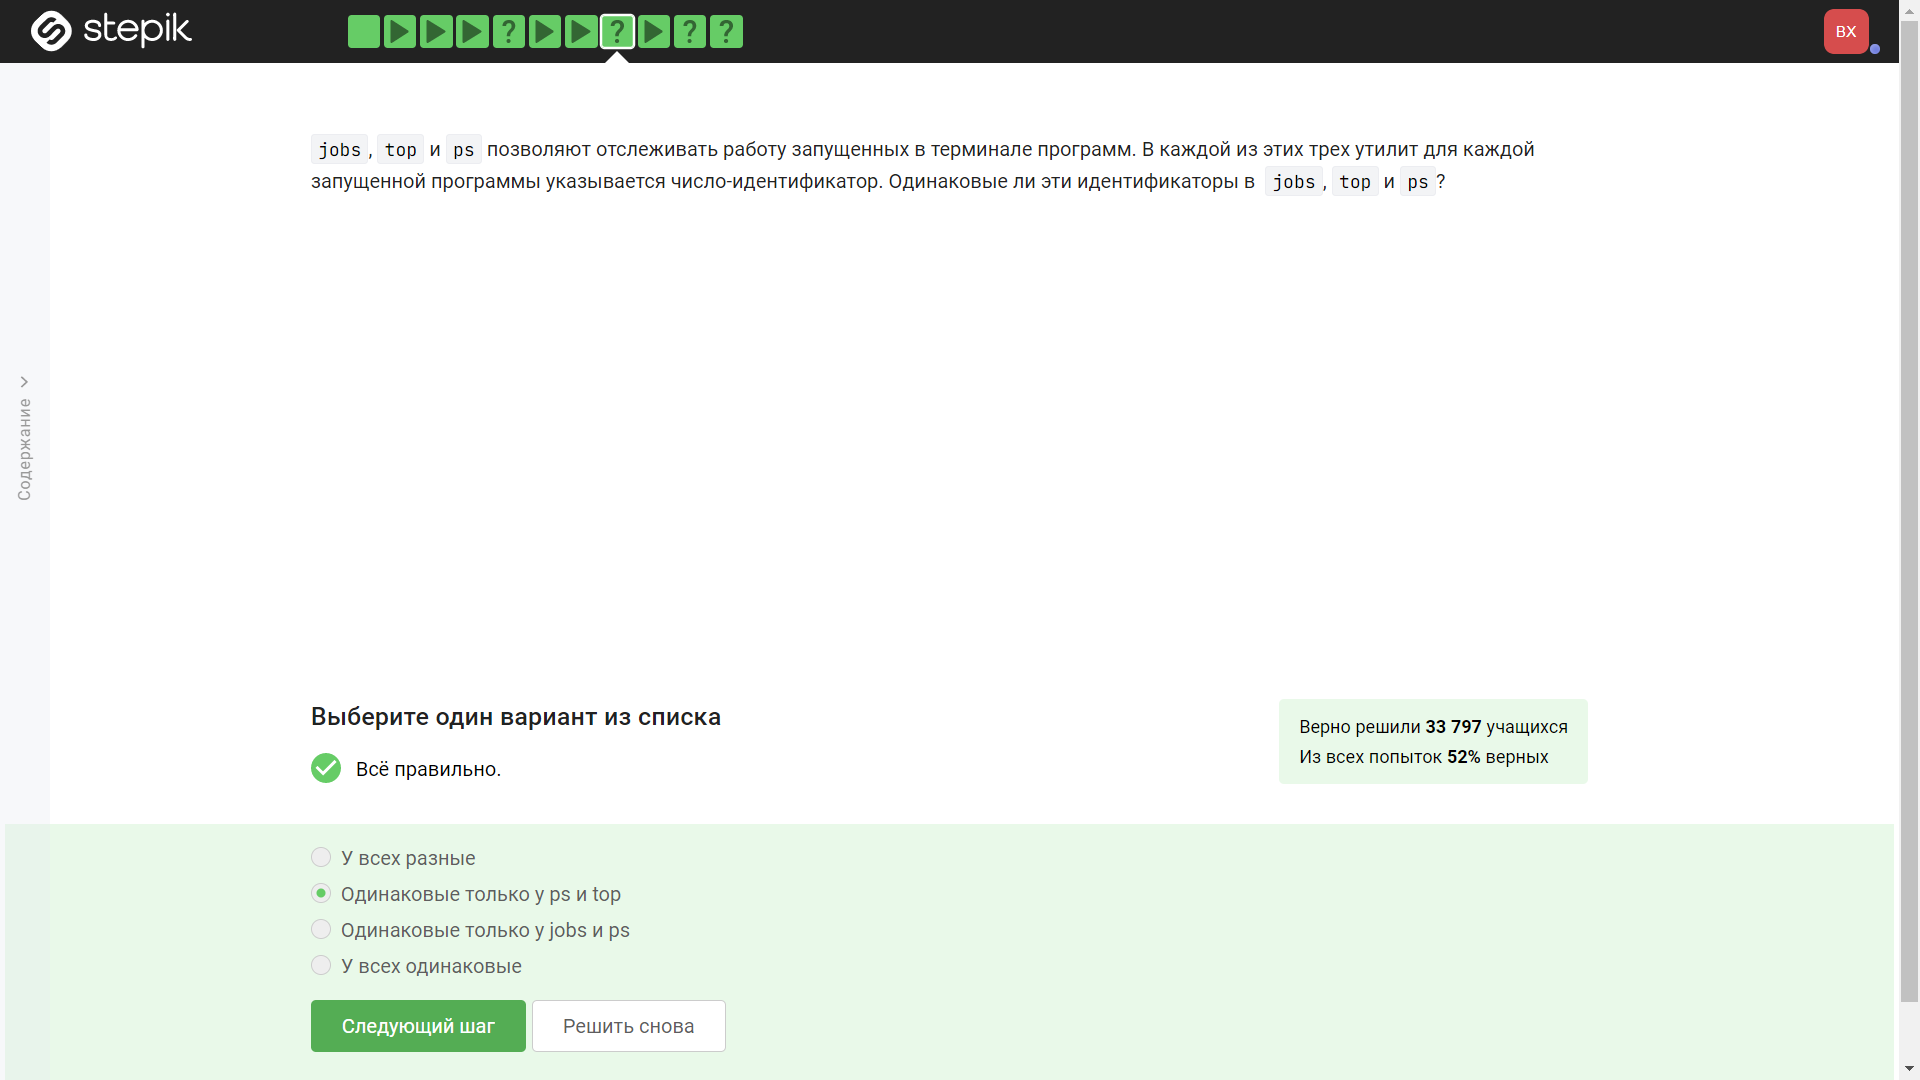 stepik
? ? ? ?
BX
jobs, top и ps позволяют отслеживать работу запущенных в терминале программ. В каждой из этих трех утилит для каждой
запущенной программы указывается число-идентификатор. Одинаковые ли эти идентификаторы в jobs, top и ps?
Содержание
Выберите один вариант из списка
Верно решили 33 797 учащихся
Из всех попыток 52% верных
Всё правильно.
У всех разные
Одинаковые только у ps и top
Одинаковые только у jobs и ps
У всех одинаковые
Следующий шаг
Решить снова